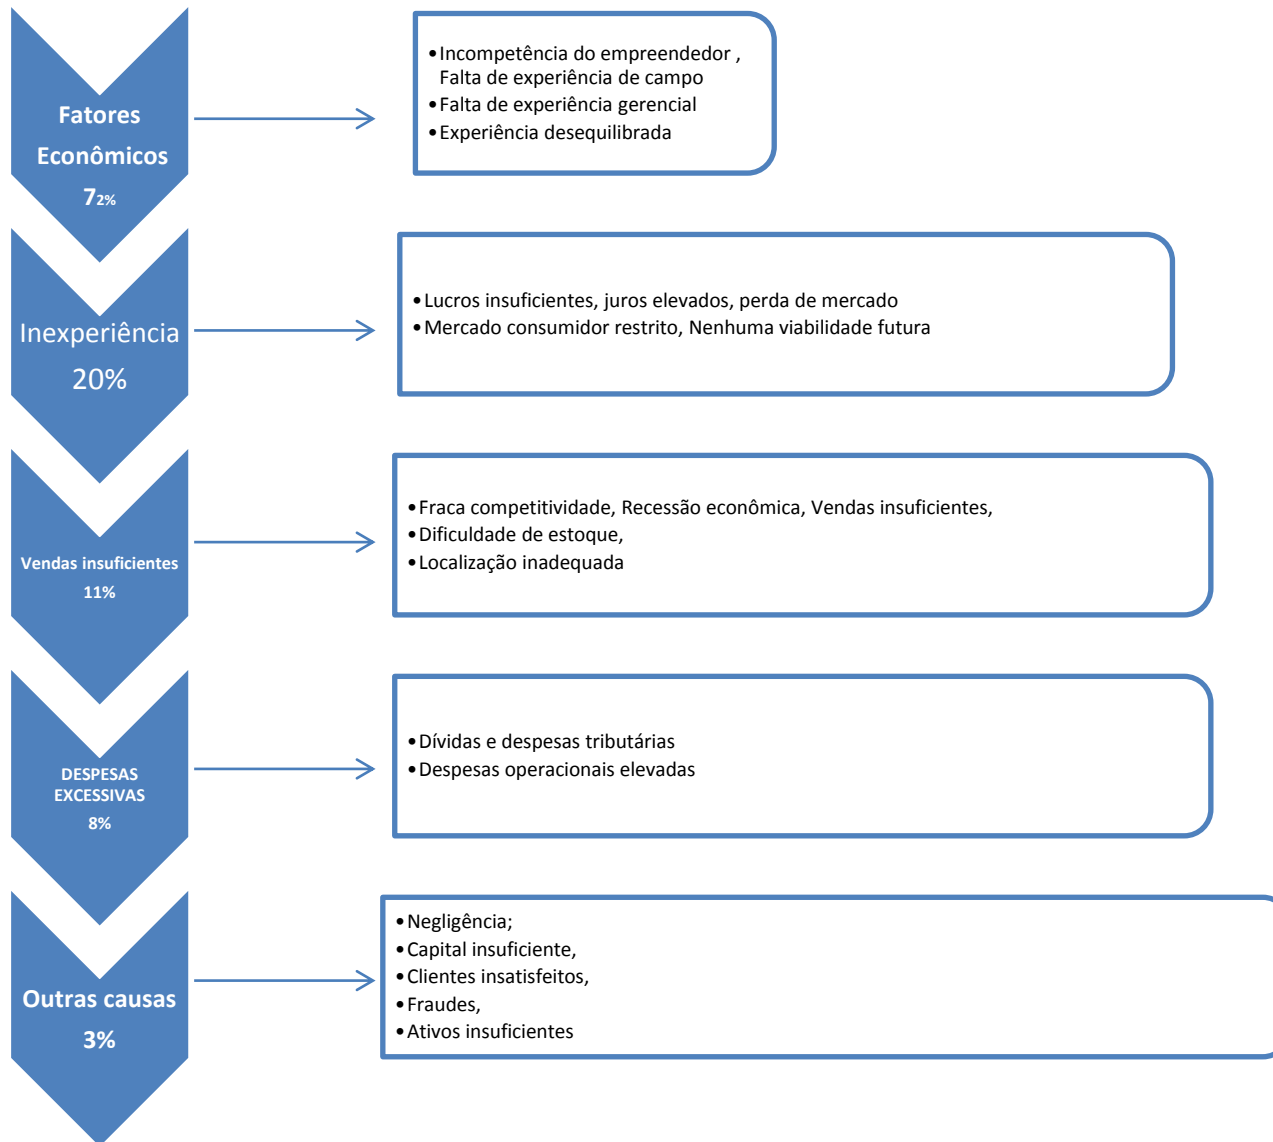 Fatores
Econômicos
72%
•Incompetência do empreendedor ,
Falta de experiência de campo
•Falta de experiência gerencial
•Experiência desequilibrada
Inexperiência
20%
•Lucros insuficientes, juros elevados, perda de mercado
•Mercado consumidor restrito, Nenhuma viabilidade futura
Vendas insuficientes
11%
•Fraca competitividade, Recessão econômica, Vendas insuficientes,
•Dificuldade de estoque,
•Localização inadequada
DESPESAS
EXCESSIVAS
8%
•Dívidas e despesas tributárias
•Despesas operacionais elevadas
Outras causas
3%
•Negligência;
•Capital insuficiente,
•Clientes insatisfeitos,
•Fraudes,
•Ativos insuficientes